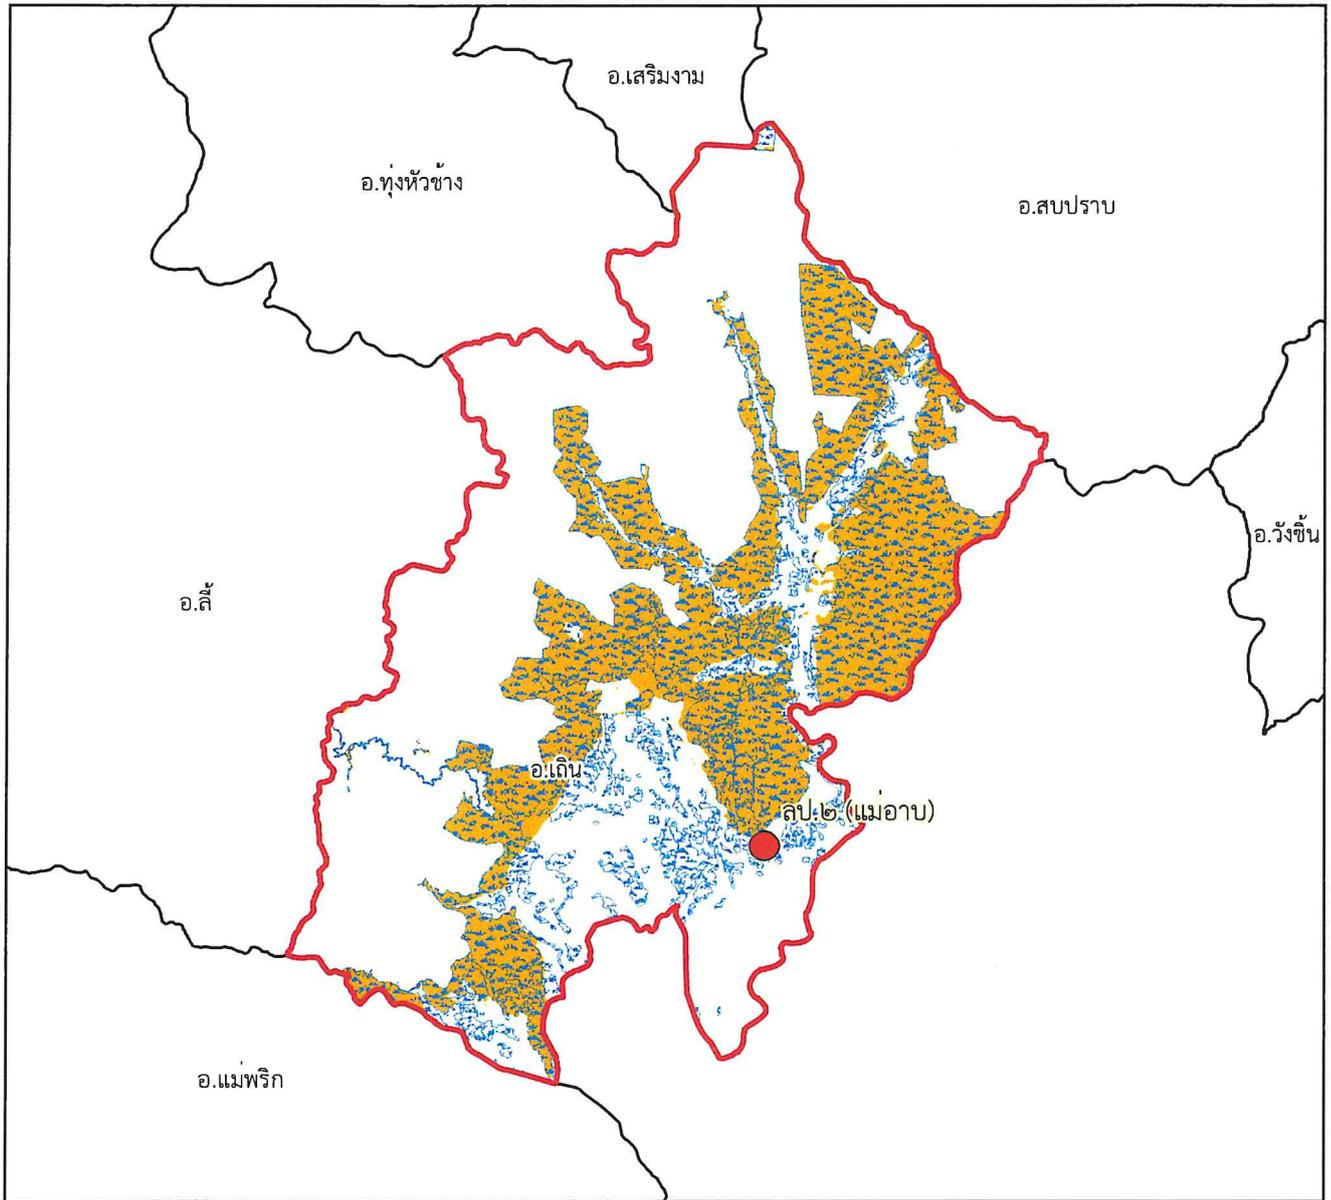 อ.เสริมงาม
อ.ทุ่งหัวช้าง
อ.สบปราบ
อ.วังชิ้น
อ.ลี้
อ.เถิน
ลป.๒ (แม่อาบ)
อ.แม่พริก